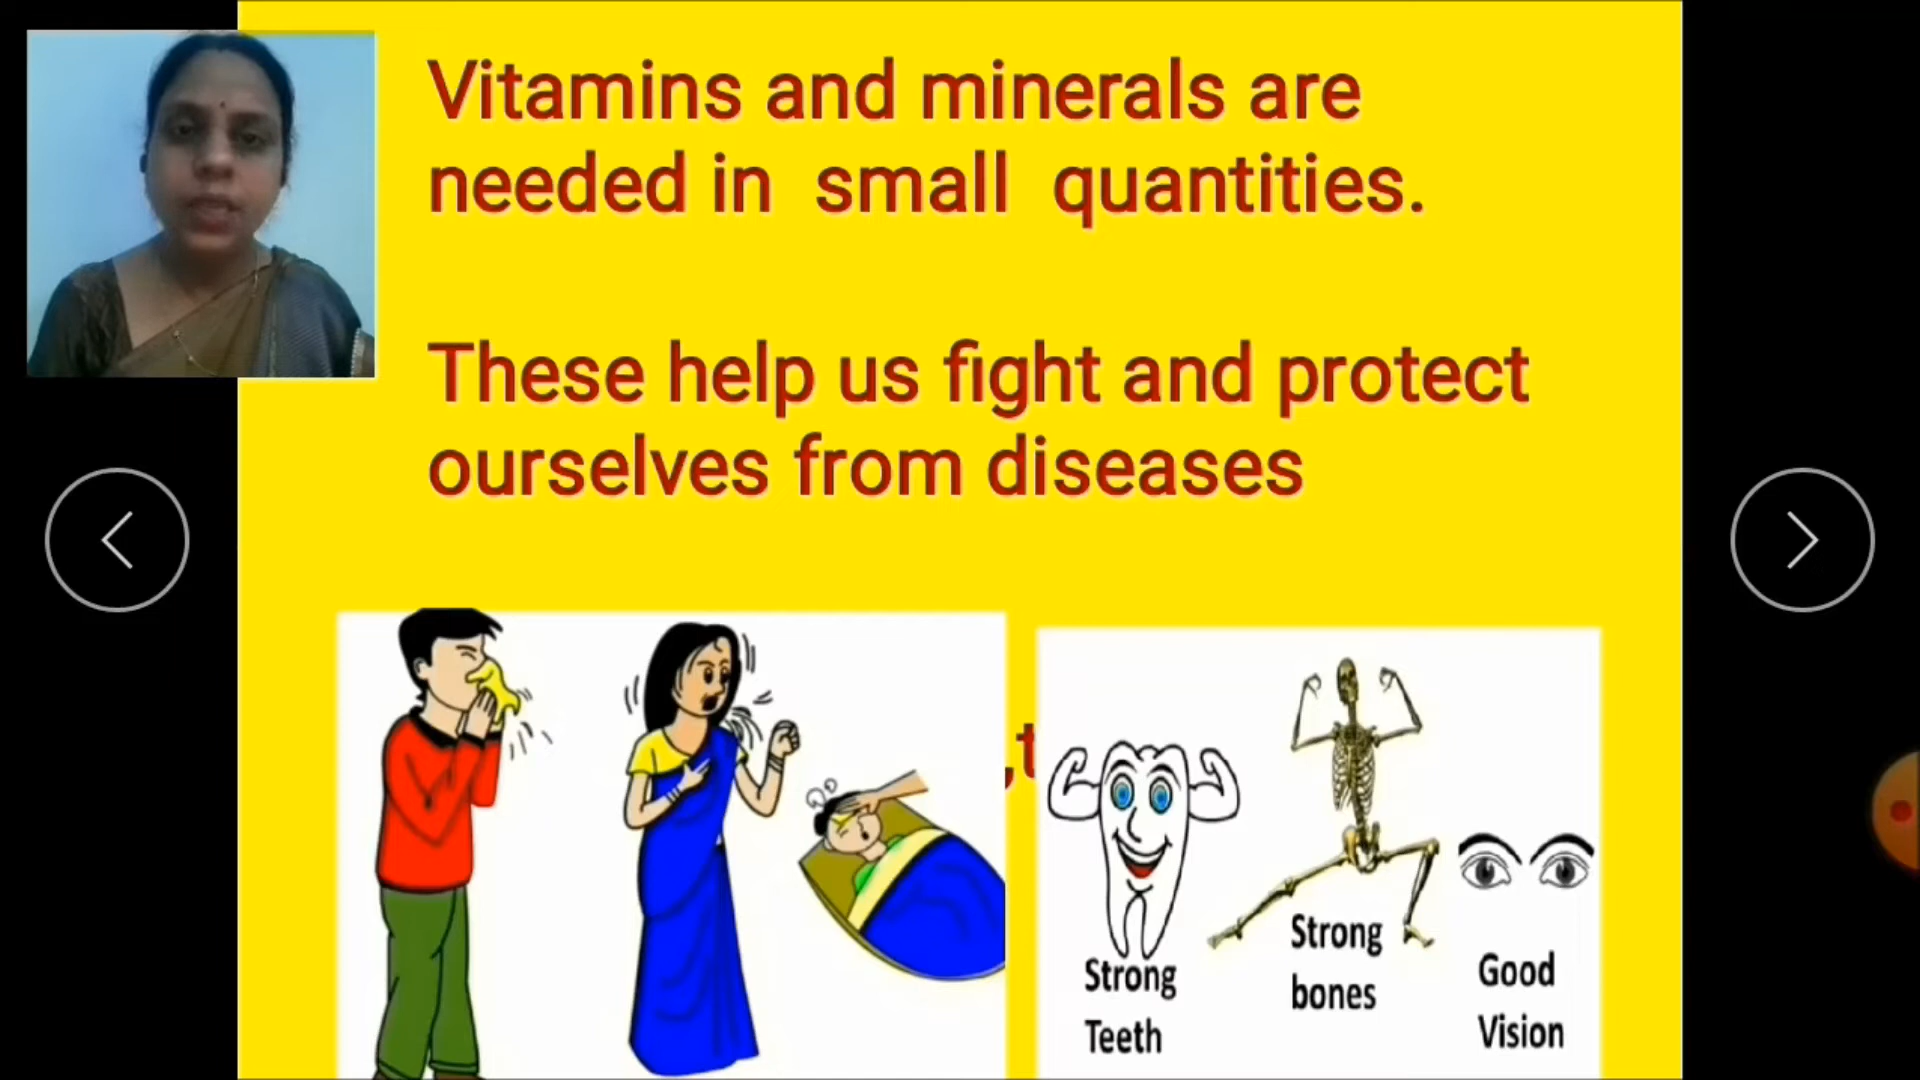 Vitamins and minerals are
needed in small quantities.
These help us fight and protect
ourselves from diseases
,t
Strong
Teeth
Strong
bones
Good
Vision